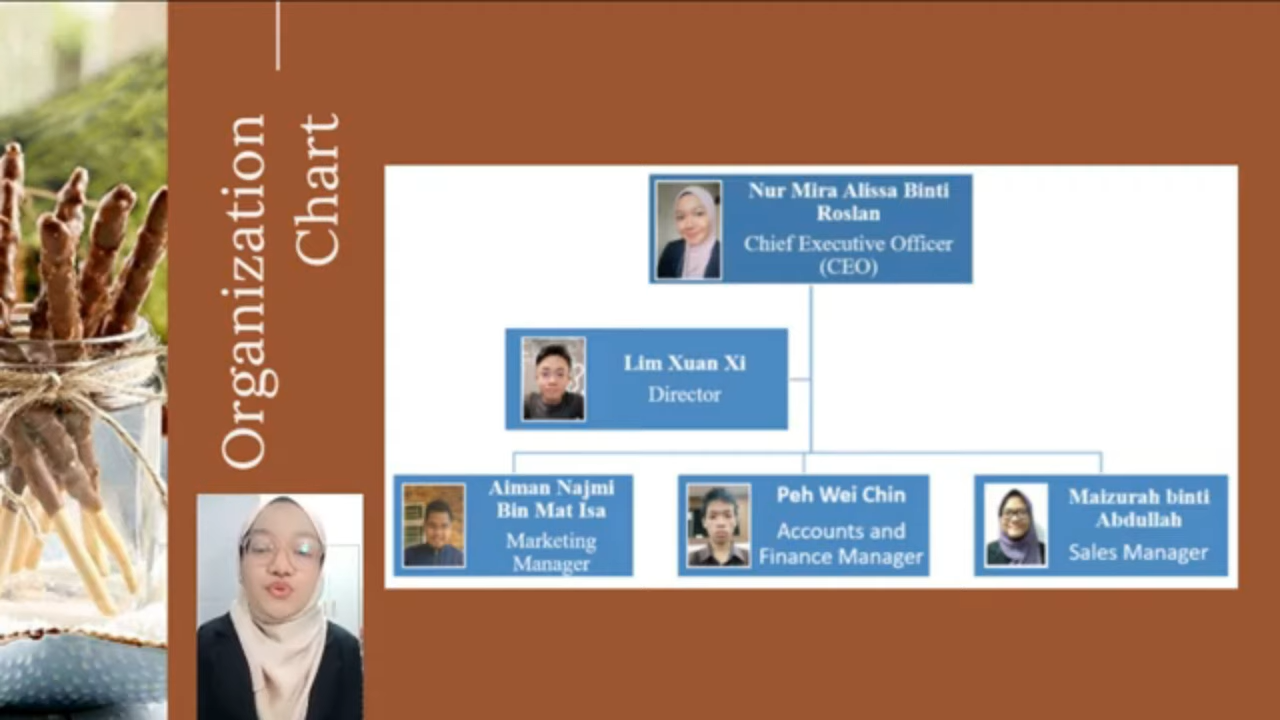 Organization
Chart
Nur Mira Alissa Binti
Roslan
Chief Executive Officer
(CEO)
Lim Xuan Xi
Director
Aiman Najmi
Bin Mat Isa
Marketing
Manager
Peh Wei Chin
Accounts and
Finance Manager
Maizurah binti
Abdullah
Sales Manager